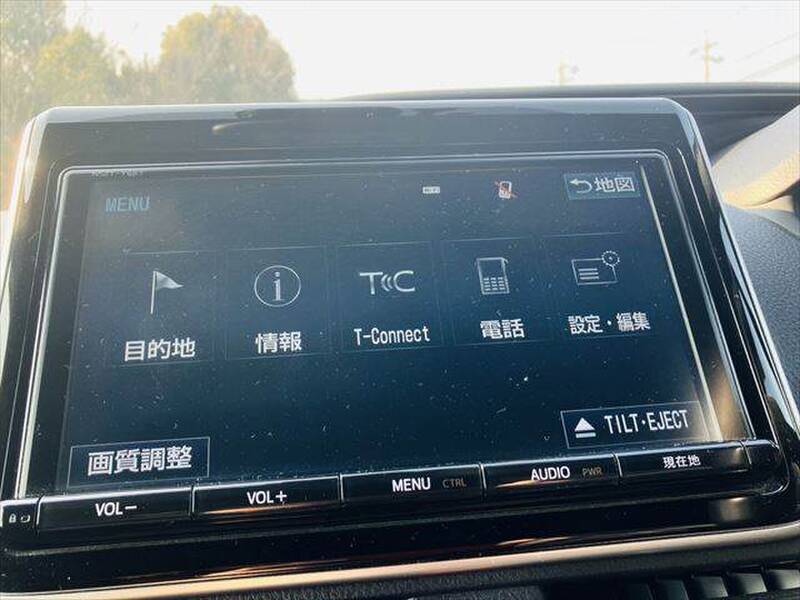 MENU
地図
目的地
情報
TC
T-Connect
電話
設定・編集
画質調整
TILT・EJECT
VOL−
VOL+
MENU CTRL
AUDIO PWR
現在地